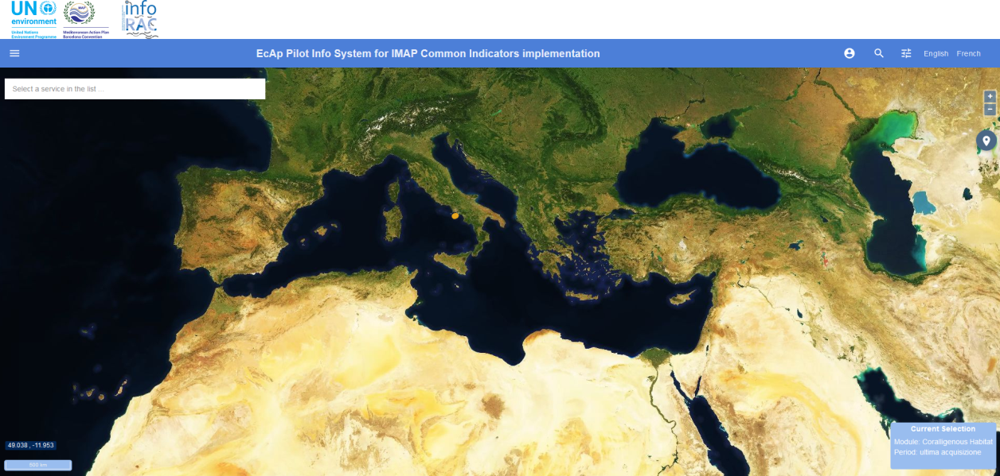 UN
environment
United Nations
Environment Programme
MAP
Mediterranean Action Plan
Barcelona Convention
info
RAC
EcAp Pilot Info System for IMAP Common Indicators implementation
English French
Select a service in the list ...
+
−
49.038 , -11.953
500 km
Current Selection
Module: Coralligenous Habitat
Period: ultima acquisizione